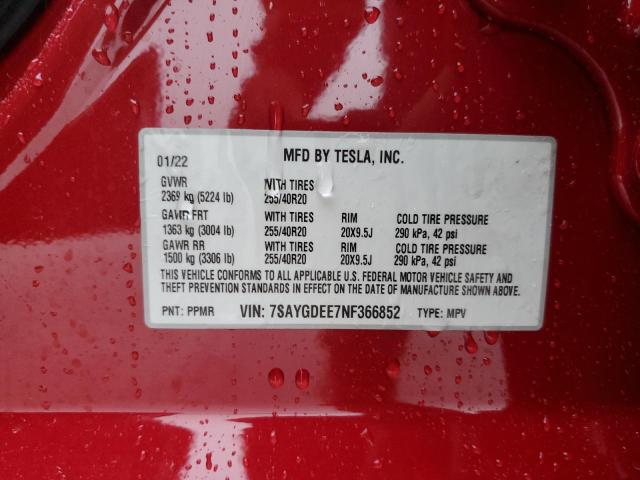 01/22 MFD BY TESLA, INC.
GVWR WITH TIRES
2369 kg (5224 lb) 255/40R20
GAWR FRT WITH TIRES RIM COLD TIRE PRESSURE
1363 kg (3004 lb) 255/40R20 20X9.5J 290 kPa, 42 psi
GAWR RR WITH TIRES RIM COLD TIRE PRESSURE
1500 kg (3306 lb) 255/40R20 20X9.5J 290 kPa, 42 psi
THIS VEHICLE CONFORMS TO ALL APPLICABLE U.S. FEDERAL MOTOR VEHICLE SAFETY AND
THEFT PREVENTION STANDARDS IN EFFECT ON THE DATE OF MANUFACTURE SHOWN ABOVE.
PNT: PPMR VIN: 7SAYGDEE7NF366852 TYPE: MPV